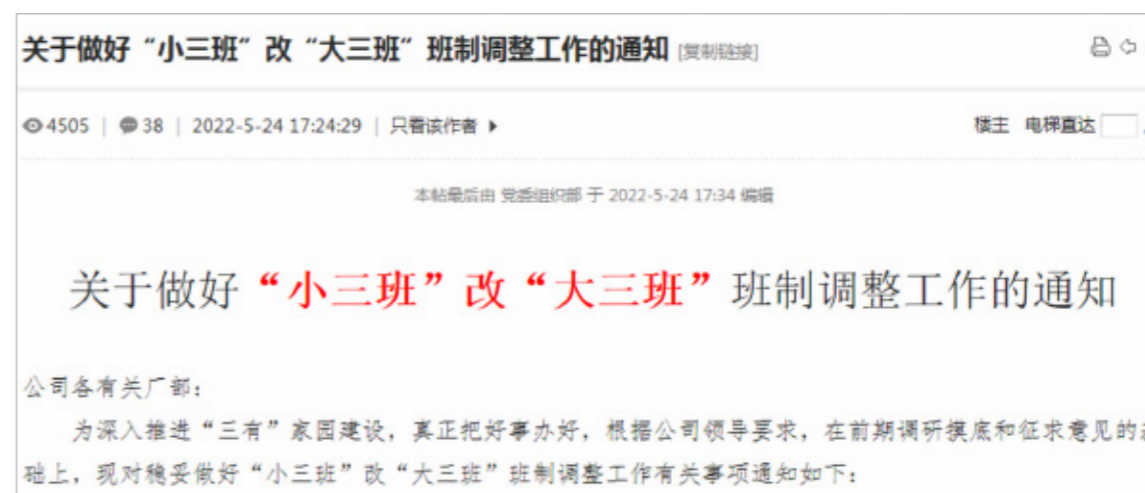 关于做好“小三班”改“大三班”班制调整工作的通知 [复制链接]
4505 | 38 | 2022-5-24 17:24:29 | 只看该作者
楼主 电梯直达
本帖最后由 党委组织部 于 2022-5-24 17:34 编辑
关于做好“小三班”改“大三班”班制调整工作的通知
公司各有关厂部：
为深入推进“三有”家园建设，真正把好事办好，根据公司领导要求，在前期调研摸底和征求意见的
础上，现对稳妥做好“小三班”改“大三班”班制调整工作有关事项通知如下：